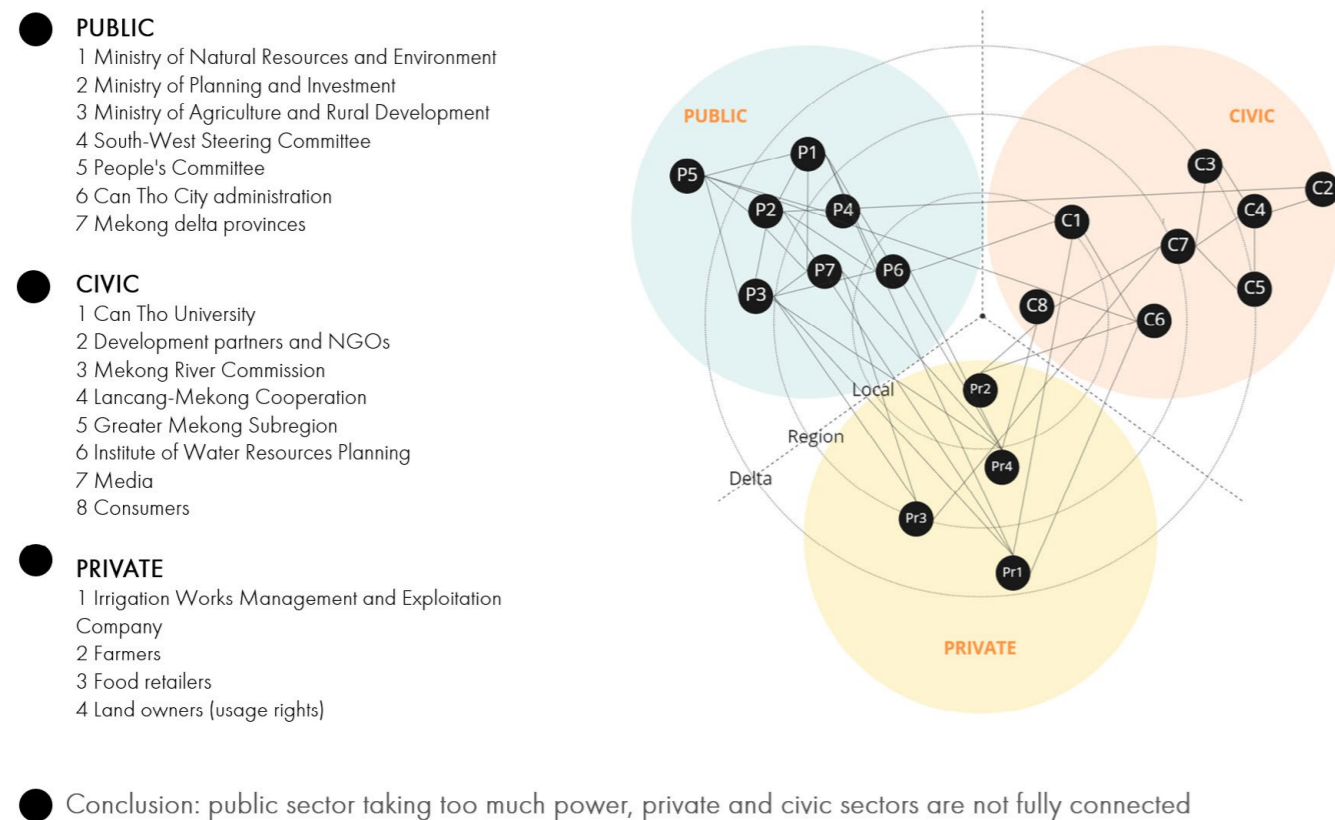 PUBLIC
1 Ministry of Natural Resources and Environment
2 Ministry of Planning and Investment
3 Ministry of Agriculture and Rural Development
4 South-West Steering Committee
5 People's Committee
6 Can Tho City administration
7 Mekong delta provinces
CIVIC
1 Can Tho University
2 Development partners and NGOs
3 Mekong River Commission
4 Lancang-Mekong Cooperation
5 Greater Mekong Subregion
6 Institute of Water Resources Planning
7 Media
8 Consumers
PRIVATE
1 Irrigation Works Management and Exploitation
Company
2 Farmers
3 Food retailers
4 Land owners (usage rights)
PUBLIC
P1
P5
P2
P4
P7
P6
P3
CIVIC
C3
C2
C4
C1
C7
C5
C8
C6
Local
Region
Delta
Pr2
Pr4
Pr3
Pr1
PRIVATE
Conclusion: public sector taking too much power, private and civic sectors are not fully connected